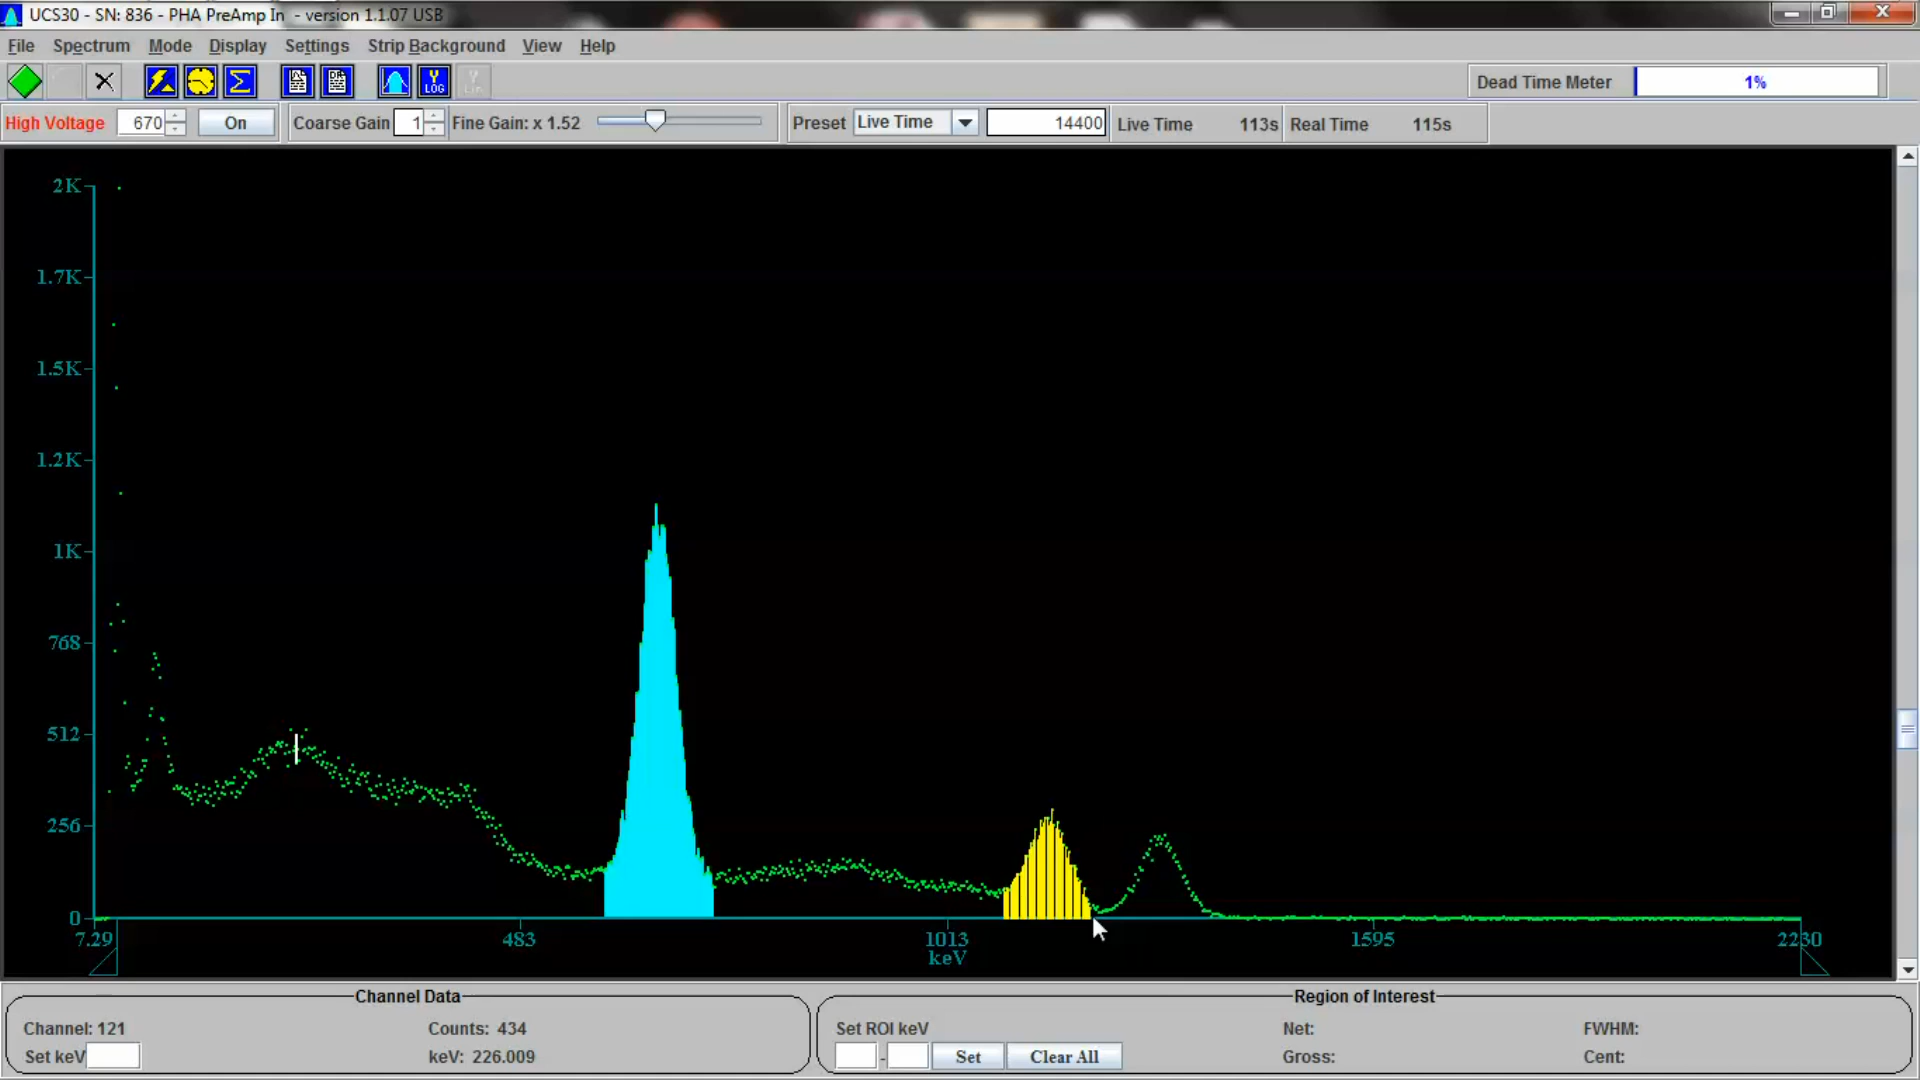 UCS30 - SN: 836 - PHA PreAmp In - version 1.1.07 USB
File Spectrum Mode Display Settings Strip Background View Help
Y LOG
Dead Time Meter 1%
High Voltage 670 On Coarse Gain 1 Fine Gain: x 1.52 Preset Live Time 14400 Live Time 113s Real Time 115s
2K
1.7K
1.5K
1.2K
1K
768
512
256
0
7.29 483 1013 1595 2230
keV
Channel Data
Channel: 121 Counts: 434
Set keV keV: 226.009
Region of Interest
Set ROI keV Net: FWHM:
- Set Clear All Gross: Cent: